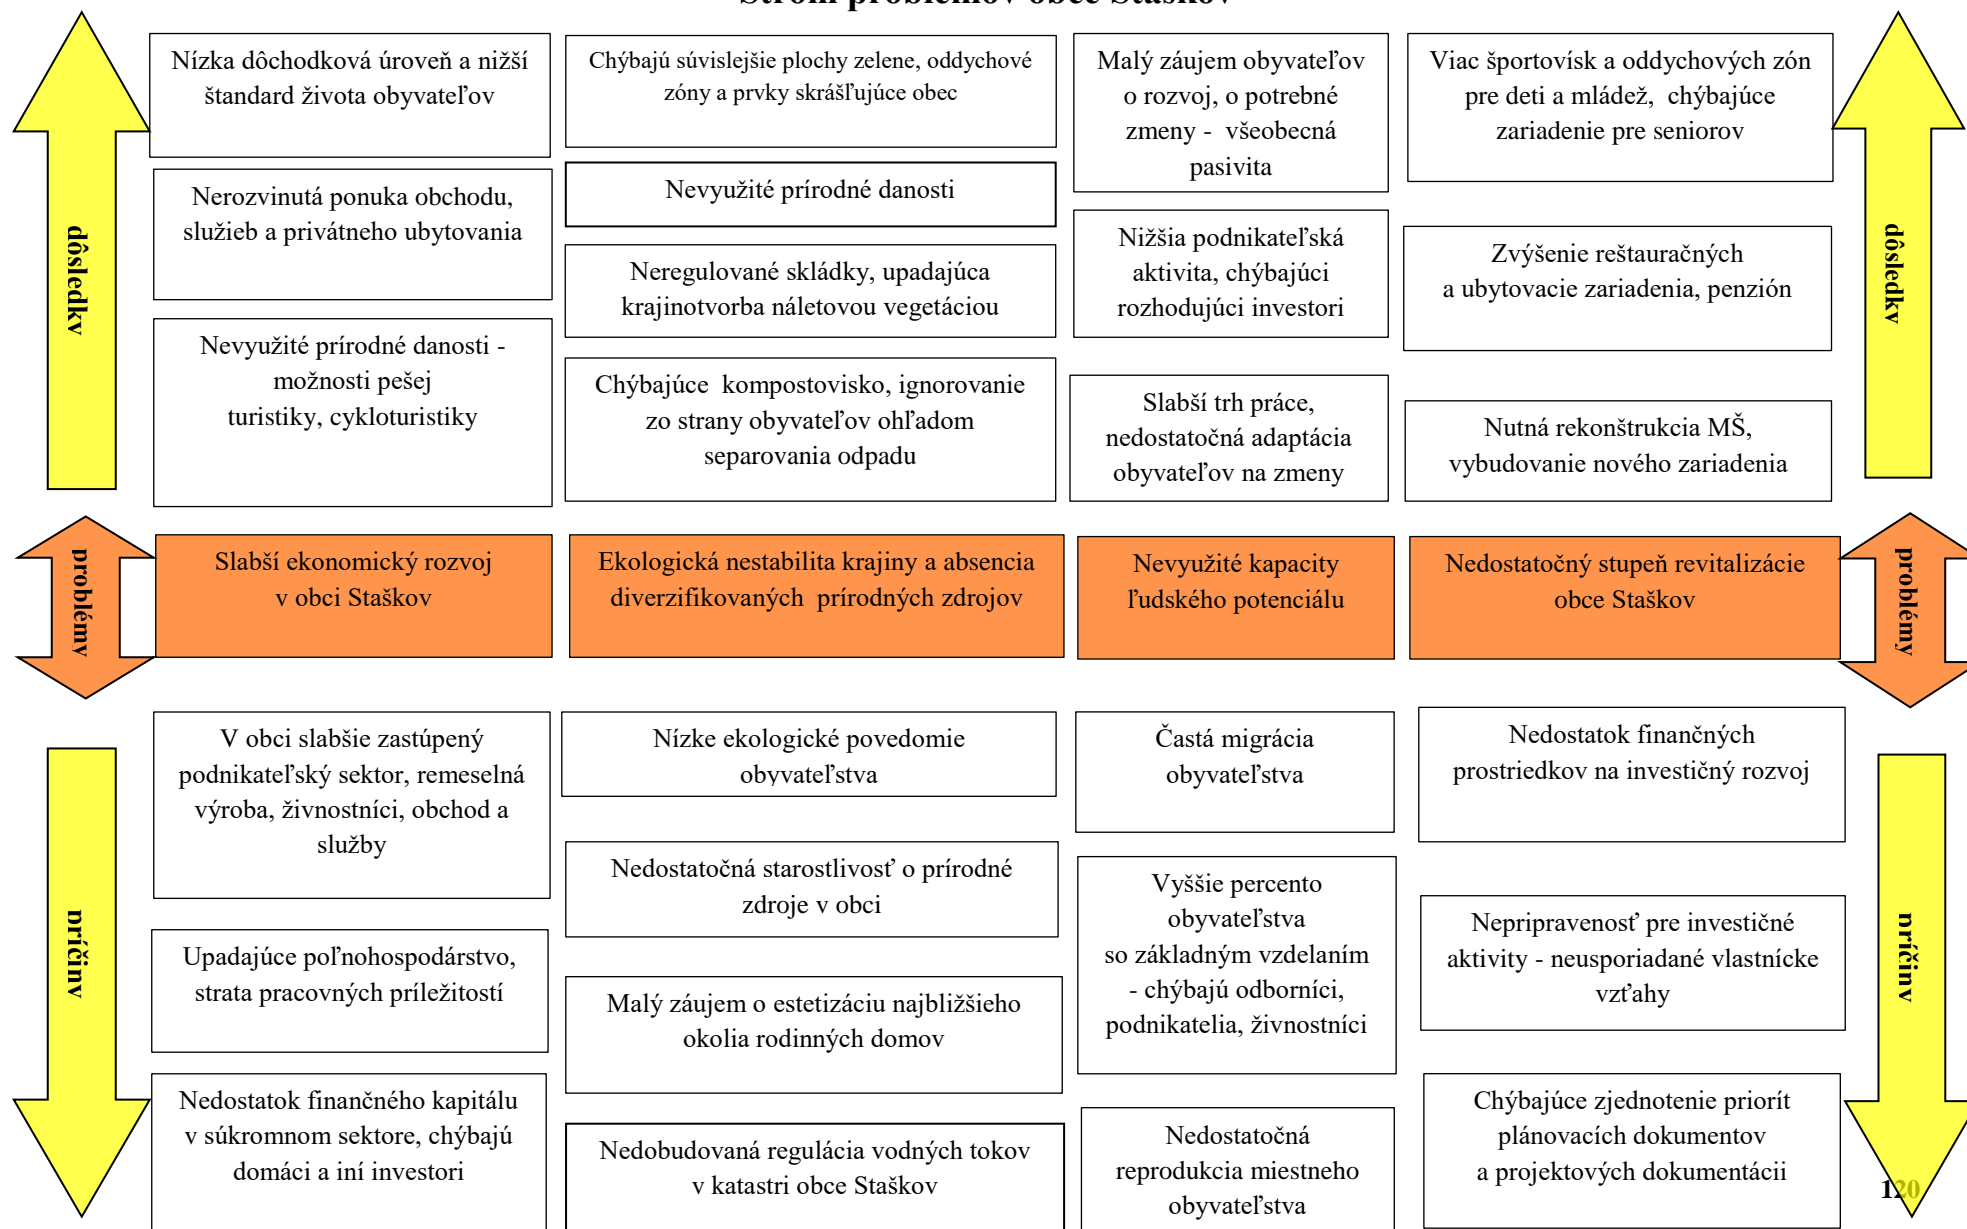 Strom problémov obce Staškov
dôsledky
Nízka dôchodková úroveň a nižší
štandard života obyvateľov
Nerozvinutá ponuka obchodu,
služieb a privátneho ubytovania
Nevyužité prírodné danosti -
možnosti pešej
turistiky, cykloturistiky
Chýbajú súvislejšie plochy zelene, oddychové
zóny a prvky skrášľujúce obec
Nevyužité prírodné danosti
Neregulované skládky, upadajúca
krajinotvorba náletovou vegetáciou
Chýbajúce kompostovisko, ignorovanie
zo strany obyvateľov ohľadom
separovania odpadu
Malý záujem obyvateľov
o rozvoj, o potrebné
zmeny - všeobecná
pasivita
Nižšia podnikateľská
aktivita, chýbajúci
rozhodujúci investori
Slabší trh práce,
nedostatočná adaptácia
obyvateľov na zmeny
Viac športovísk a oddychových zón
pre deti a mládež, chýbajúce
zariadenie pre seniorov
Zvýšenie reštauračných
a ubytovacie zariadenia, penzión
Nutná rekonštrukcia MŠ,
vybudovanie nového zariadenia
dôsledky
problémy
Slabší ekonomický rozvoj
v obci Staškov
Ekologická nestabilita krajiny a absencia
diverzifikovaných prírodných zdrojov
Nevyužité kapacity
ľudského potenciálu
Nedostatočný stupeň revitalizácie
obce Staškov
problémy
príčiny
V obci slabšie zastúpený
podnikateľský sektor, remeselná
výroba, živnostníci, obchod a
služby
Upadajúce poľnohospodárstvo,
strata pracovných príležitostí
Nedostatok finančného kapitálu
v súkromnom sektore, chýbajú
domáci a iní investori
Nízke ekologické povedomie
obyvateľstva
Nedostatočná starostlivosť o prírodné
zdroje v obci
Malý záujem o estetizáciu najbližšieho
okolia rodinných domov
Nedobudovaná regulácia vodných tokov
v katastri obce Staškov
Častá migrácia
obyvateľstva
Vyššie percento
obyvateľstva
so základným vzdelaním
- chýbajú odborníci,
podnikatelia, živnostníci
Nedostatočná
reprodukcia miestneho
obyvateľstva
Nedostatok finančných
prostriedkov na investičný rozvoj
Nepripravenosť pre investičné
aktivity - neusporiadané vlastnícke
vzťahy
Chýbajúce zjednotenie priorít
plánovacích dokumentov
a projektových dokumentácii
príčiny
120